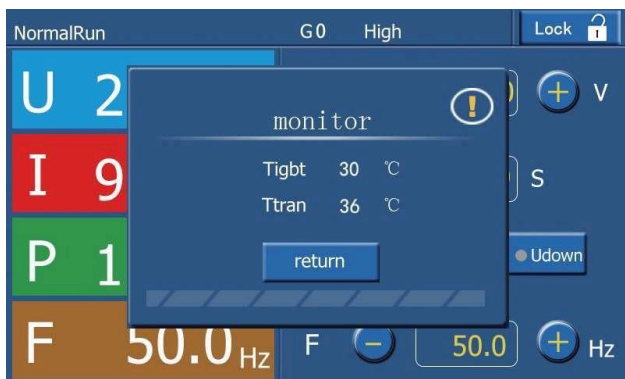 NormalRun G0 High Lock
U 2 V
monitor
I 9 S
Tigbt 30 ℃
Ttran 36 ℃
return
P 1 Udown
F 50.0 Hz F 50.0 Hz